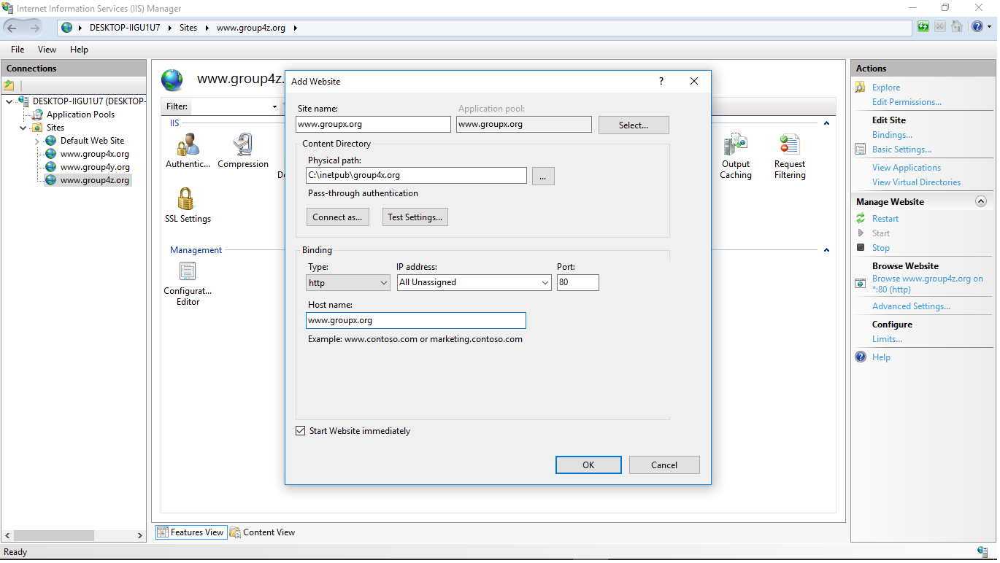 Internet Information Services (IIS) Manager
DESKTOP-IIGU1U7 Sites www.group4z.org
File View Help
Connections
DESKTOP-IIGU1U7 (DESKTOP-
Application Pools
Sites
Default Web Site
www.group4x.org
www.group4y.org
www.group4z.org
www.group4z.
Filter:
IIS
Authentic...
Compression
Output
Caching
Request
Filtering
SSL Settings
Management
Configurat...
Editor
Add Website
?
Site name:
Application pool:
www.groupx.org
www.groupx.org
Select...
Content Directory
Physical path:
C:\inetpub\group4x.org
...
Pass-through authentication
Connect as...
Test Settings...
Binding
Type:
IP address:
Port:
http
All Unassigned
80
Host name:
www.groupx.org
Example: www.contoso.com or marketing.contoso.com
Start Website immediately
OK
Cancel
Features View
Content View
Actions
Explore
Edit Permissions...
Edit Site
Bindings...
Basic Settings...
View Applications
View Virtual Directories
Manage Website
Restart
Start
Stop
Browse Website
Browse www.group4z.org on
*:80 (http)
Advanced Settings...
Configure
Limits...
Help
Ready